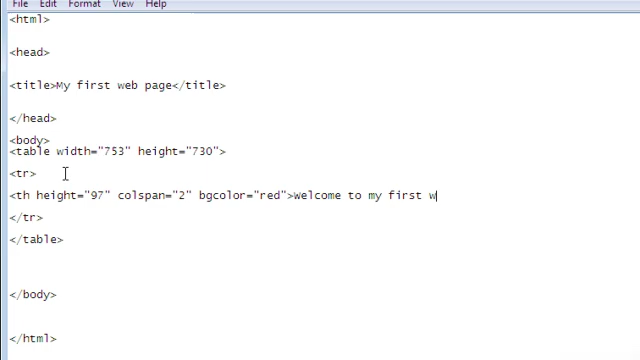 File Edit Format View Help
<html>
<head>
<title>My first web page</title>
</head>
<body>
<table width="753" height="730">
<tr>
<th height="97" colspan="2" bgcolor="red">Welcome to my first w
</tr>
</table>
</body>
</html>